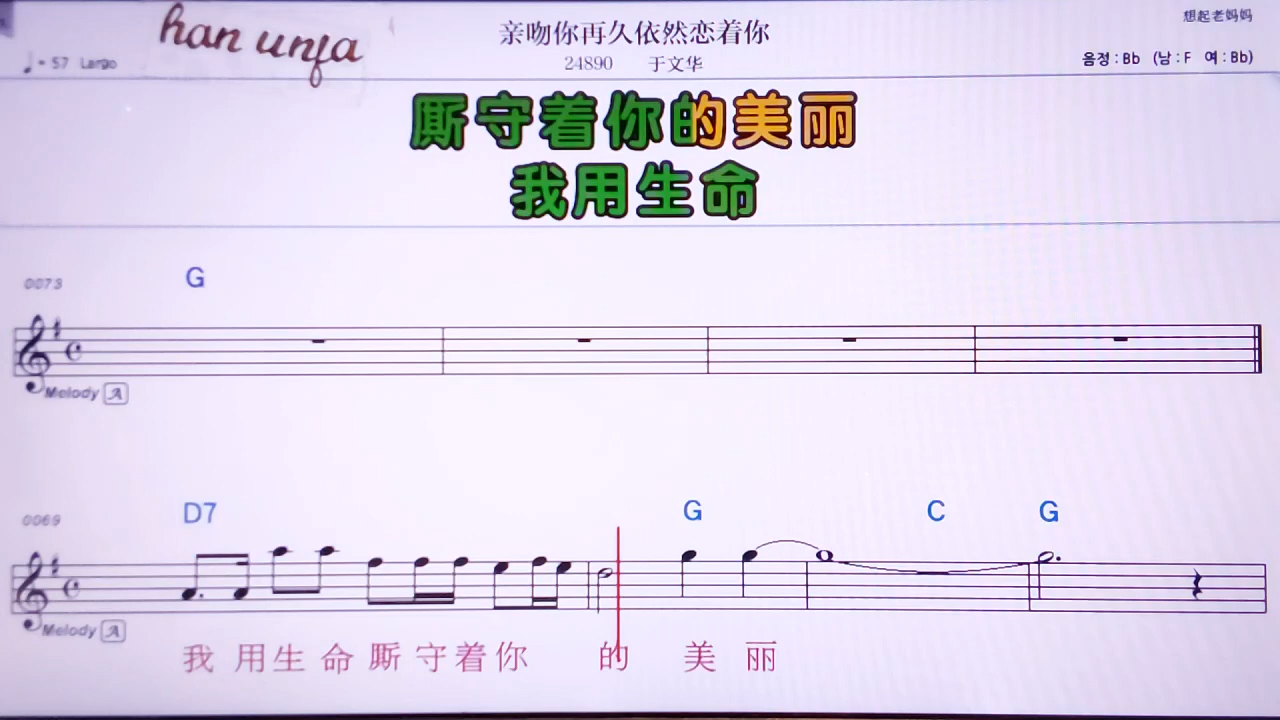 想起老妈妈
han unfa
亲吻你再久依然恋着你
24890 于文华
♩= 57 Largo
음정 : Bb (남 : F 여 : Bb)
厮守着你的美丽
我用生命
0073
G
Melody A
0069
D7 G C G
Melody A
我 用 生 命 厮 守 着 你 的 美 丽